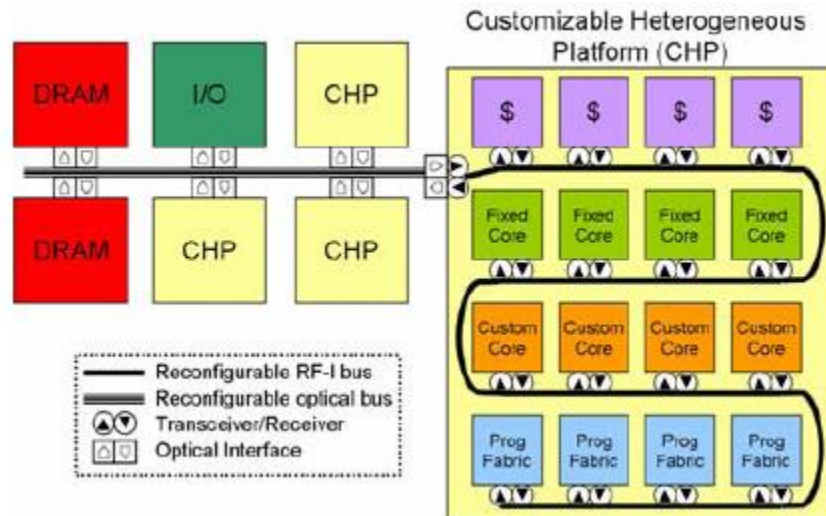 Customizable Heterogeneous
Platform (CHP)
DRAM
I/O
CHP
$
$
$
$
DRAM
CHP
CHP
Fixed Core
Fixed Core
Fixed Core
Fixed Core
Custom Core
Custom Core
Custom Core
Custom Core
Prog Fabric
Prog Fabric
Prog Fabric
Prog Fabric
Reconfigurable RF-I bus
Reconfigurable optical bus
Transceiver/Receiver
Optical Interface